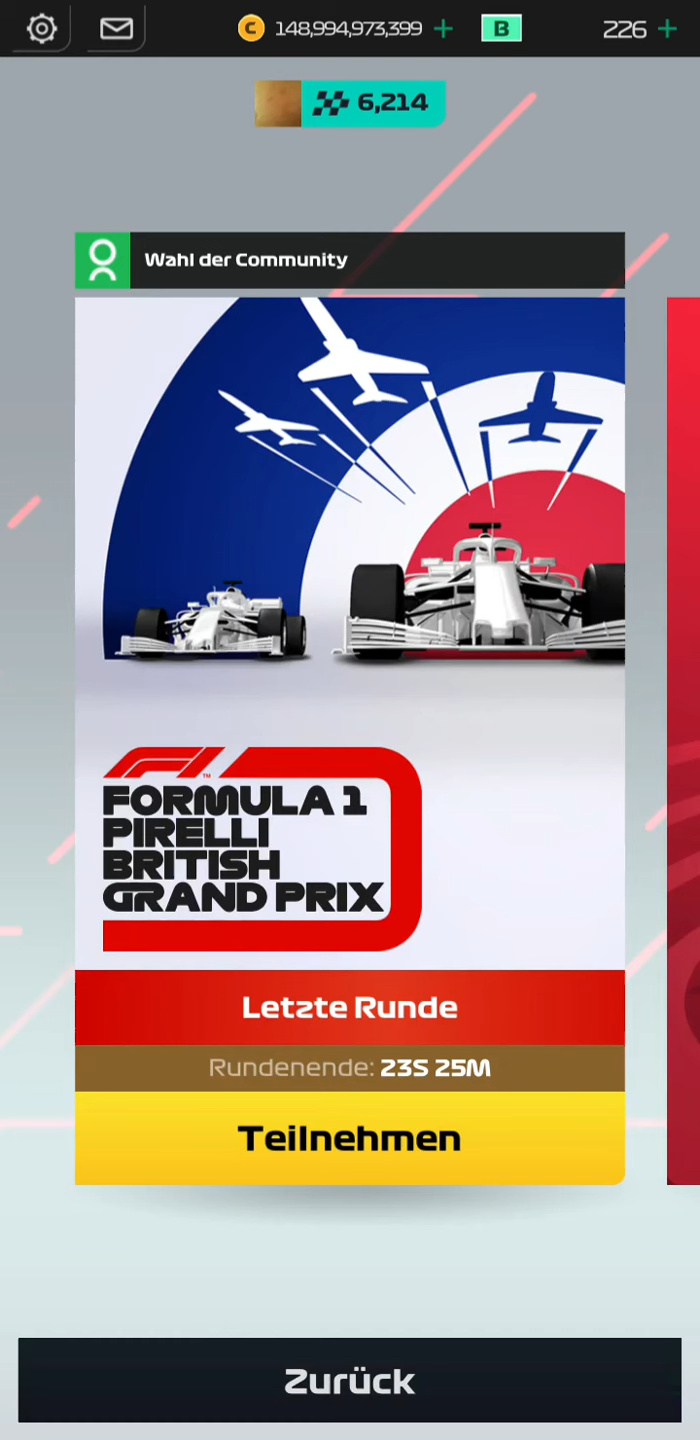 C 148,994,973,399 + B 226 +
6,214
Wahl der Community
F1™
FORMULA 1
PIRELLI
BRITISH
GRAND PRIX
Letzte Runde
Rundenende: 23S 25M
Teilnehmen
Zurück